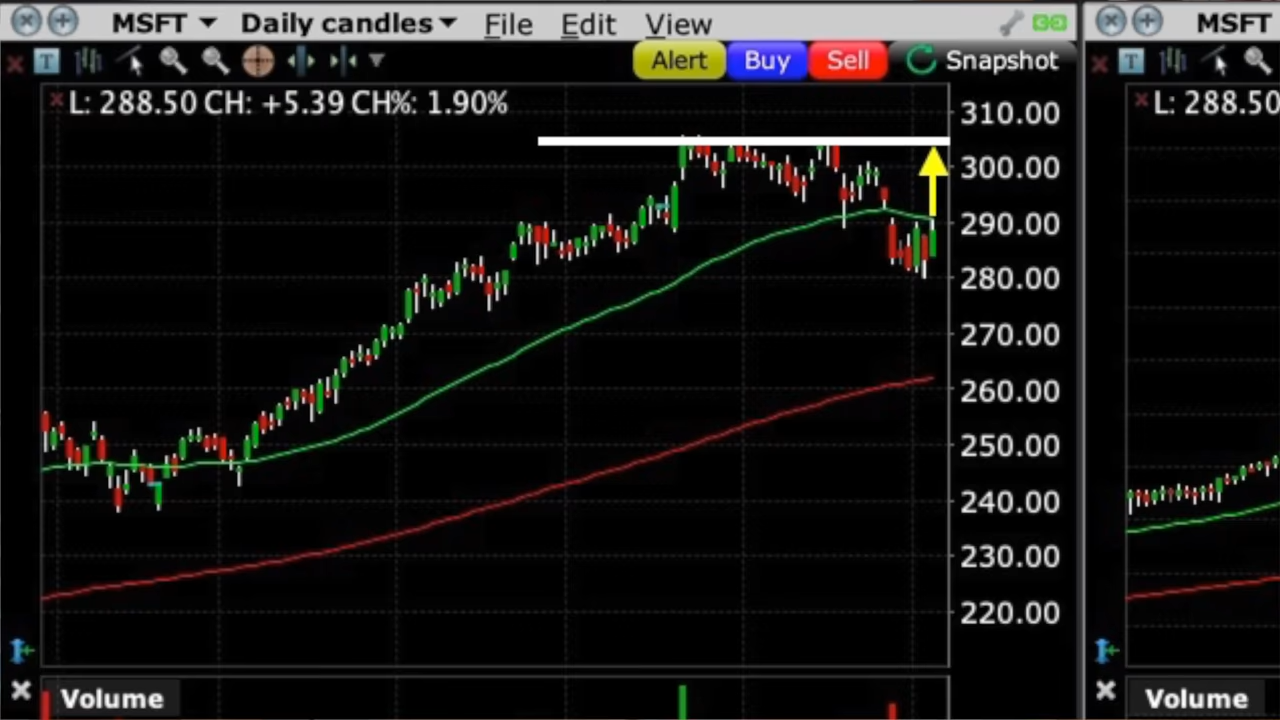 MSFT Daily candles File Edit View
MSFT
T
Alert Buy Sell Snapshot
T
L: 288.50 CH: +5.39 CH%: 1.90%
L: 288.50
310.00
300.00
290.00
280.00
270.00
260.00
250.00
240.00
230.00
220.00
Volume
Volume